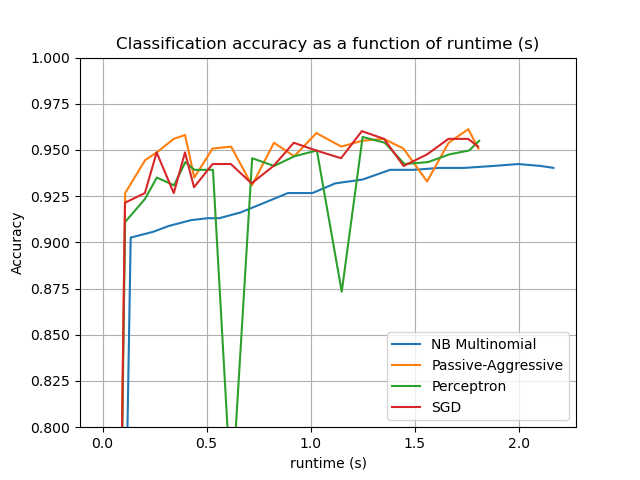 Classification accuracy as a function of runtime (s)
1.000
0.975
0.950
0.925
0.900
0.875
0.850
0.825
0.800
Accuracy
NB Multinomial
Passive-Aggressive
Perceptron
SGD
0.0 0.5 1.0 1.5 2.0
runtime (s)